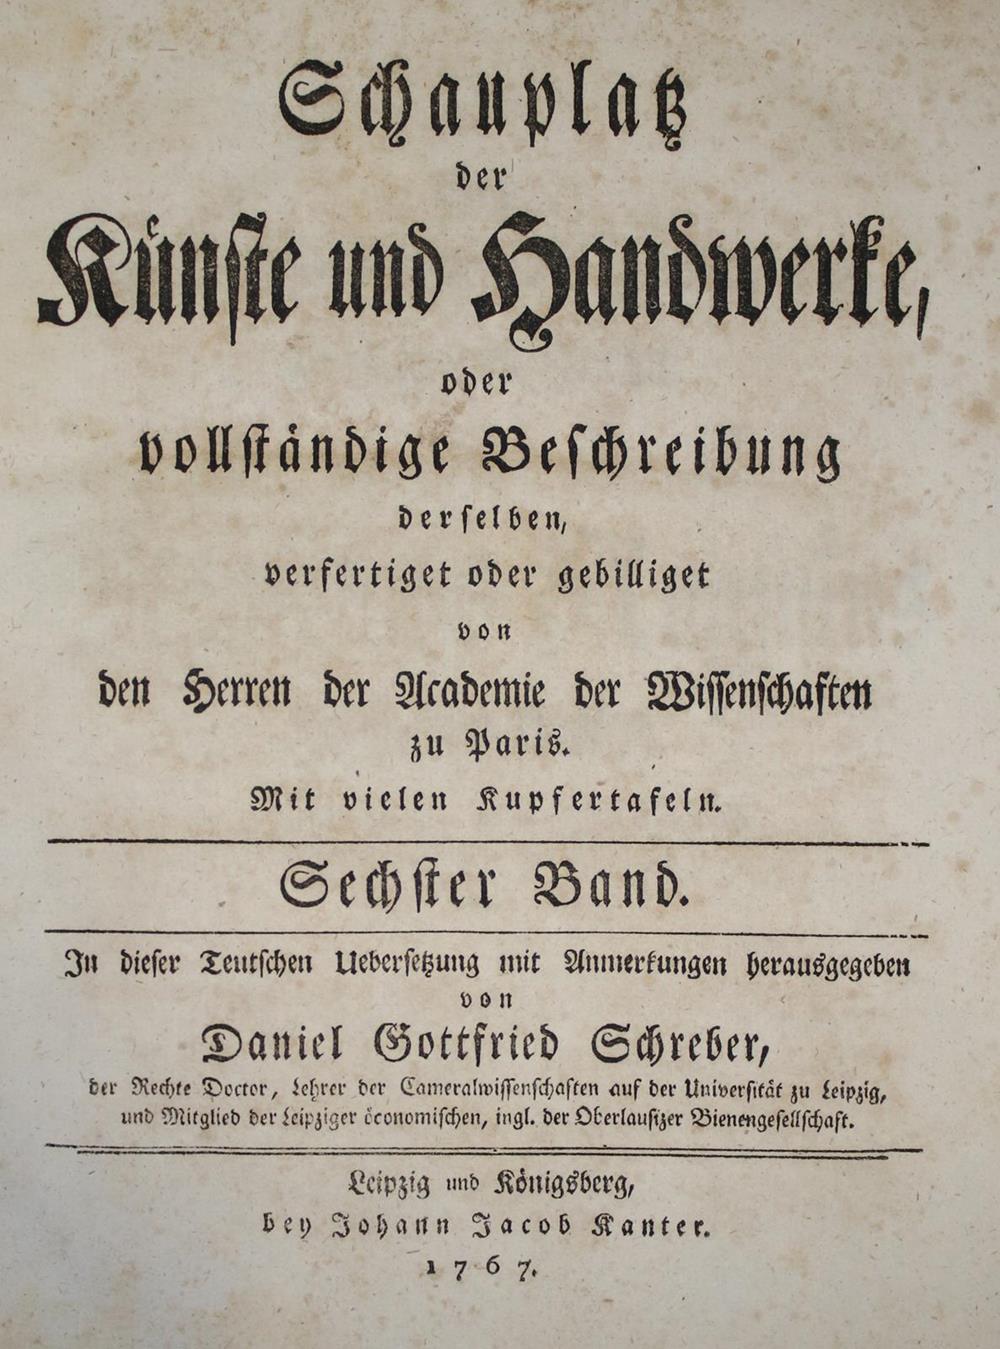 Schauplatz
der
Künste und Handwerke,
oder
vollständige Beschreibung
derselben,
verfertiget oder gebilliget
von
den Herren der Academie der Wissenschaften
zu Paris.
Mit vielen Kupfertafeln.
Sechster Band.
In dieser Teutschen Uebersetzung mit Anmerkungen herausgegeben
von
Daniel Gottfried Schreber,
der Rechte Doctor, Lehrer der Cameralwissenschaften auf der Universität zu Leipzig,
und Mitglied der Leipziger öconomischen, ingl. der Oberlausizer Bienengesellschaft.
Leipzig und Königsberg,
bey Johann Jacob Kanter.
1767.